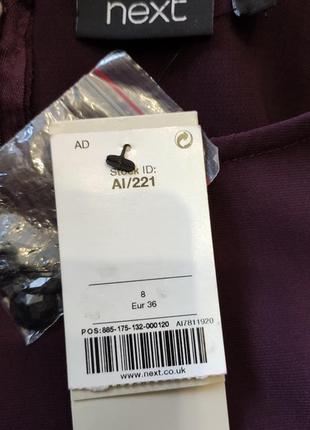 next
AD
Stock ID:
AI/221
8
Eur 36
POS:885-175-132-000120 AI7811920
www.next.co.uk